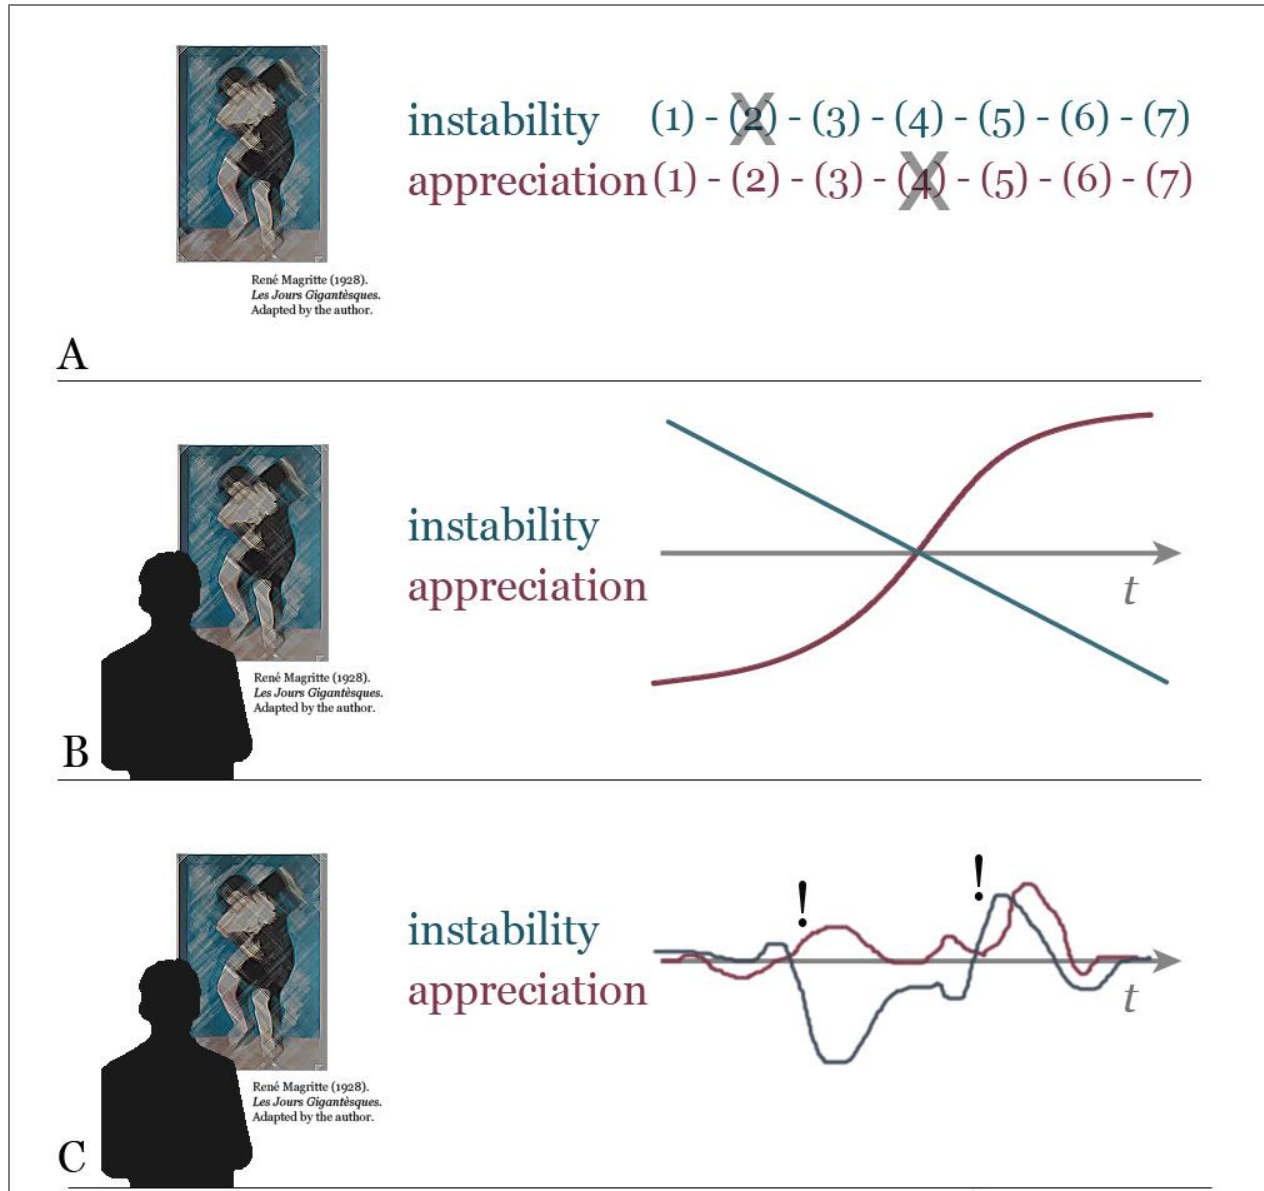 instability (1) - (2) - (3) - (4) - (5) - (6) - (7)
appreciation (1) - (2) - (3) - (4) - (5) - (6) - (7)
René Magritte (1928).
Les Jours Gigantèsques.
Adapted by the author.
A
instability
appreciation
t
René Magritte (1928).
Les Jours Gigantèsques.
Adapted by the author.
B
! !
instability
appreciation
t
René Magritte (1928).
Les Jours Gigantèsques.
Adapted by the author.
C